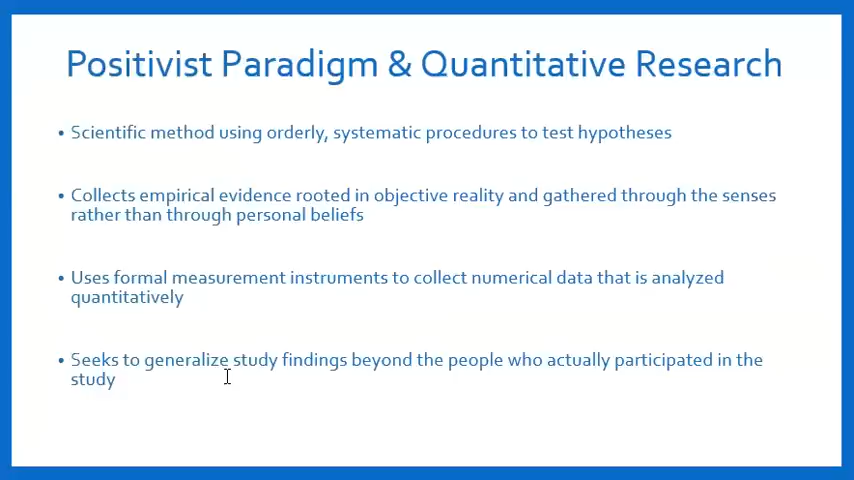 Positivist Paradigm & Quantitative Research
• Scientific method using orderly, systematic procedures to test hypotheses
• Collects empirical evidence rooted in objective reality and gathered through the senses
rather than through personal beliefs
• Uses formal measurement instruments to collect numerical data that is analyzed
quantitatively
• Seeks to generalize study findings beyond the people who actually participated in the
study